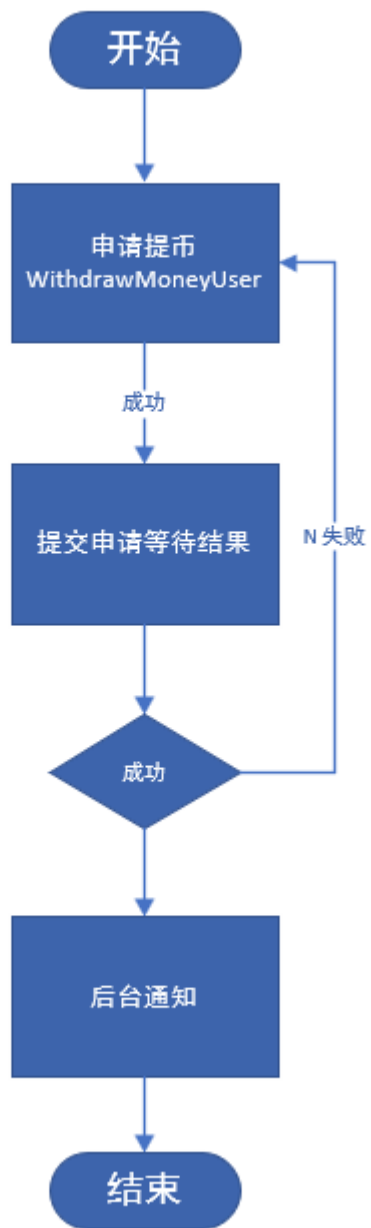 开始
申请提币
WithdrawMoneyUser
成功
提交申请等待结果
N 失败
成功
后台通知
结束